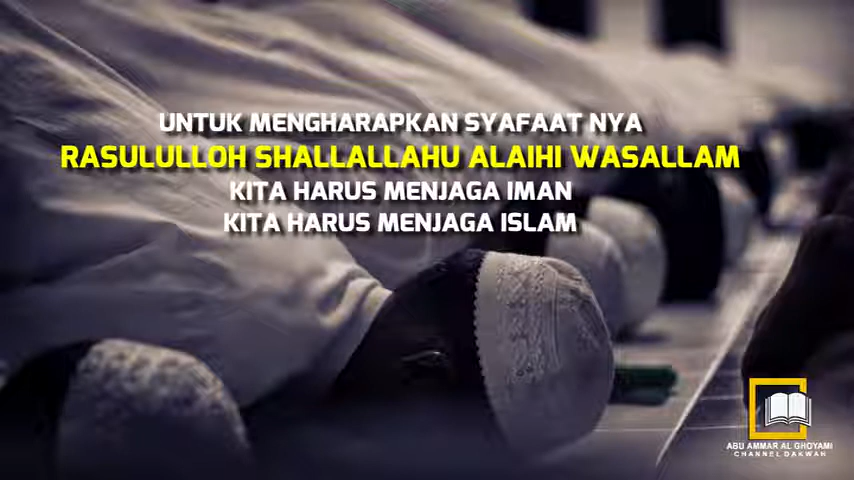 UNTUK MENGHARAPKAN SYAFAAT NYA
RASULULLOH SHALLALLAHU ALAIHI WASALLAM
KITA HARUS MENJAGA IMAN
KITA HARUS MENJAGA ISLAM
ABU AMMAR AL GHOYAMI
CHANNEL DAKWAH